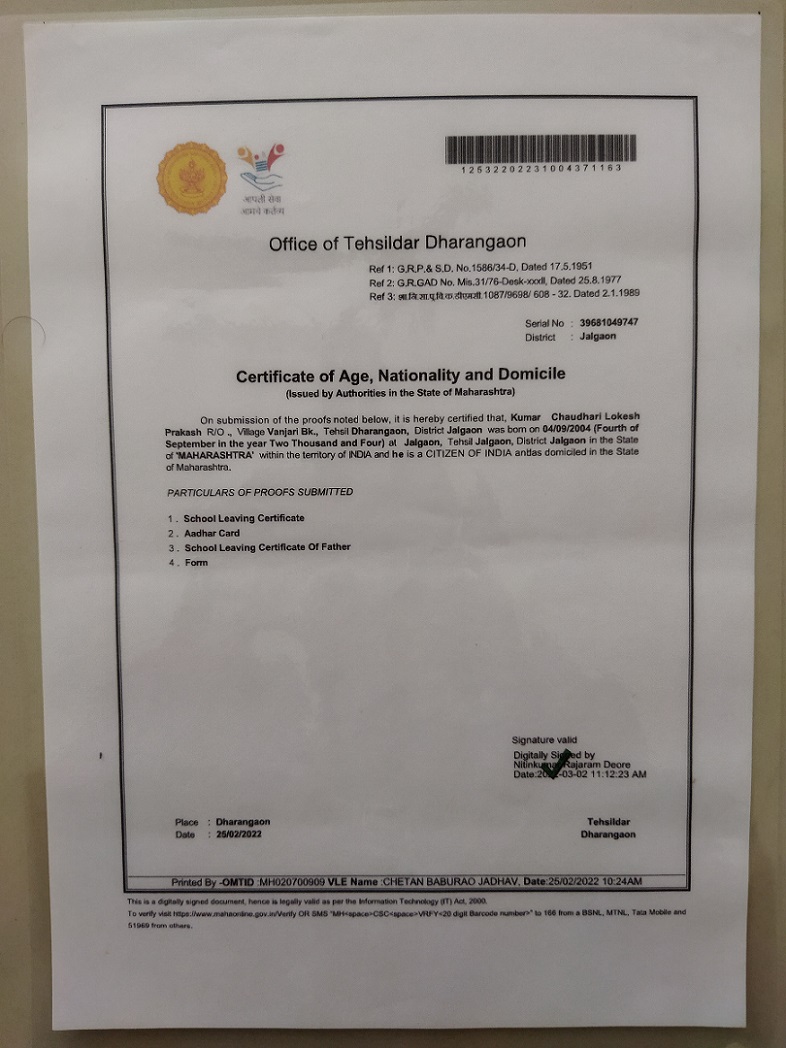 आपली सेवा
आमचे कर्तव्य
12532202231004371163
Office of Tehsildar Dharangaon
Ref 1: G.R.P.& S.D. No.1586/34-D, Dated 17.5.1951
Ref 2: G.R.GAD No. Mis.31/76-Desk-xxxII, Dated 25.8.1977
Ref 3: शा.नि.सा.पू.वि.क.डीएमसी.1087/9698/ 608 - 32. Dated 2.1.1989
Serial No : 39681049747
District : Jalgaon
Certificate of Age, Nationality and Domicile
(Issued by Authorities in the State of Maharashtra)
On submission of the proofs noted below, it is hereby certified that, Kumar Chaudhari Lokesh
Prakash R/O ., Village Vanjari Bk., Tehsil Dharangaon, District Jalgaon was born on 04/09/2004 (Fourth of
September in the year Two Thousand and Four) at Jalgaon, Tehsil Jalgaon, District Jalgaon in the State
of "MAHARASHTRA" within the territory of INDIA and he is a CITIZEN OF INDIA and is domiciled in the State
of Maharashtra.
PARTICULARS OF PROOFS SUBMITTED
1 . School Leaving Certificate
2 . Aadhar Card
3 . School Leaving Certificate Of Father
4 . Form
Signature valid
Digitally Signed by
Nitinkumar Rajaram Deore
Date:2022-03-02 11:12:23 AM
Place : Dharangaon
Date : 25/02/2022
Tehsildar
Dharangaon
Printed By -OMTID :MH020700909 VLE Name :CHETAN BABURAO JADHAV, Date:25/02/2022 10:24AM
This is a digitally signed document, hence is legally valid as per the Information Technology (IT) Act, 2000.
To verify visit https://www.mahaonline.gov.in/Verify OR SMS "MH<space>CSC<space>VRFY<20 digit Barcode number>" to 166 from a BSNL, MTNL, Tata Mobile and
51969 from others.